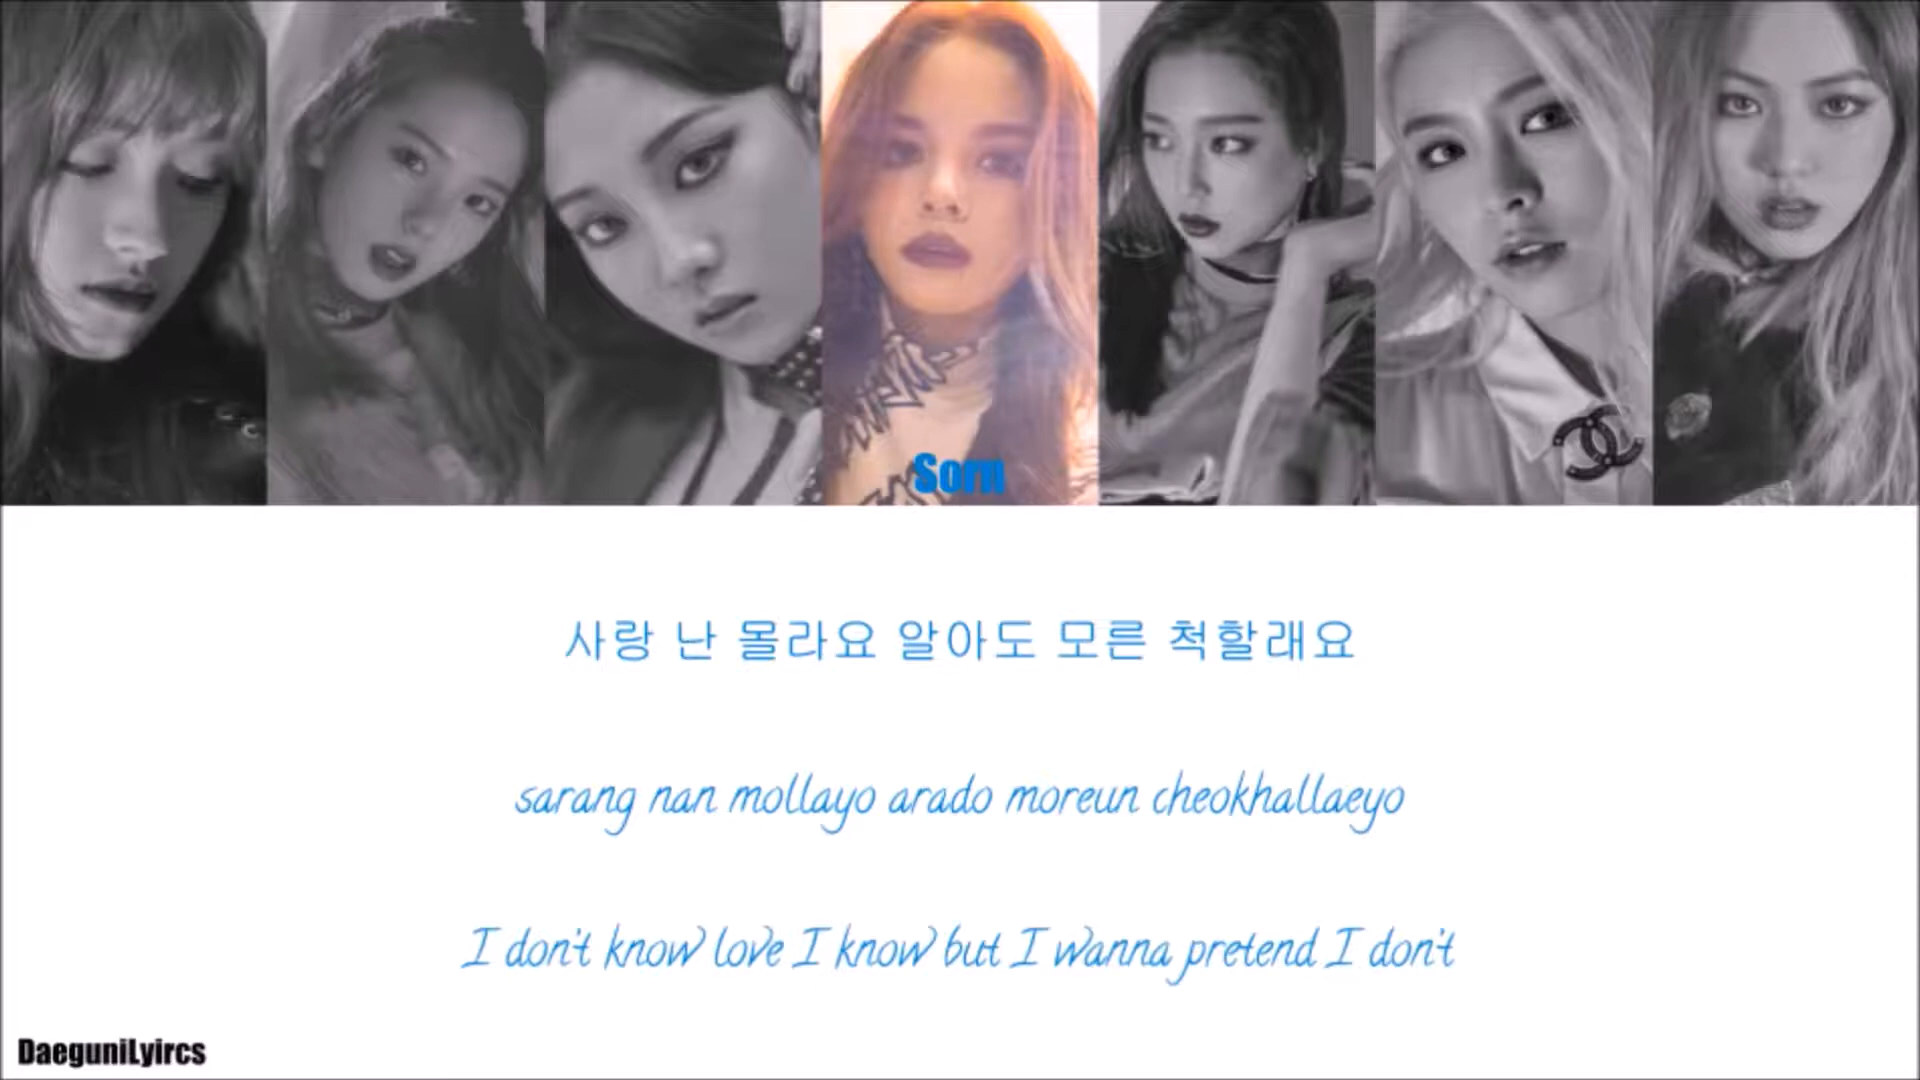 Sorn
사랑 난 몰라요 알아도 모른 척할래요
sarang nan mollayo arado moreun cheokhallaeyo
I don't know love I know but I wanna pretend I don't
DaeguniLyircs